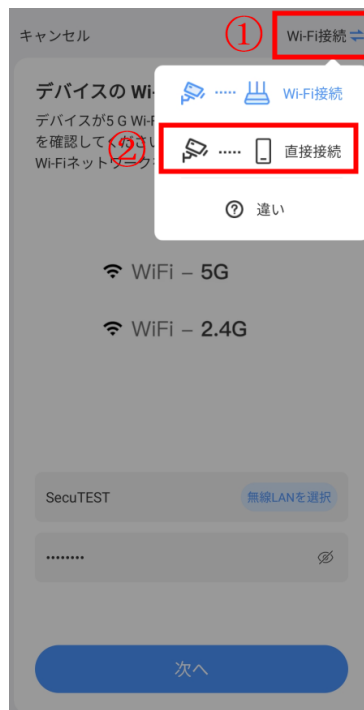 キャンセル
① Wi-Fi接続
デバイスの Wi-
Wi-Fi接続
デバイスが5 G Wi-F
を確認してください
② 直接接続
Wi-Fiネットワーク
違い
WiFi – 5G
WiFi – 2.4G
SecuTEST 無線LANを選択
••••••••
次へ